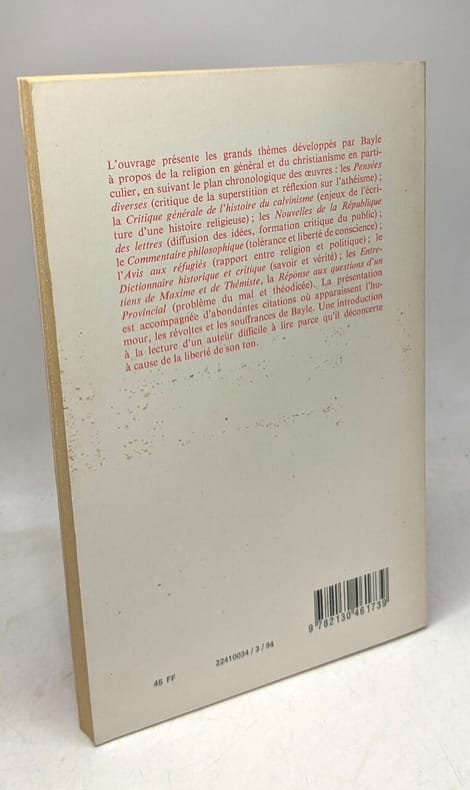 L'ouvrage présente les grands thèmes développés par Bayle
à propos de la religion en général et du christianisme en parti-
culier, en suivant le plan chronologique des œuvres : les Pensées
diverses (critique de la superstition et réflexion sur l'athéisme) ;
la Critique générale de l'histoire du calvinisme (enjeux de l'écri-
ture d'une histoire religieuse) ; les Nouvelles de la République
des lettres (diffusion des idées, formation critique du public) ;
le Commentaire philosophique (tolérance et liberté de conscience) ;
l'Avis aux réfugiés (rapport entre religion et politique) ; le
Dictionnaire historique et critique (savoir et vérité) ; les Entre-
tiens de Maxime et de Thémiste, la Réponse aux questions d'un
Provincial (problème du mal et théodicée). La présentation
est accompagnée d'abondantes citations où apparaissent l'hu-
mour, les révoltes et les souffrances de Bayle. Une introduction
à la lecture d'un auteur difficile à lire parce qu'il déconcerte
à cause de la liberté de son ton.
45 FF
22410034 / 3 / 94
9 782130 461739